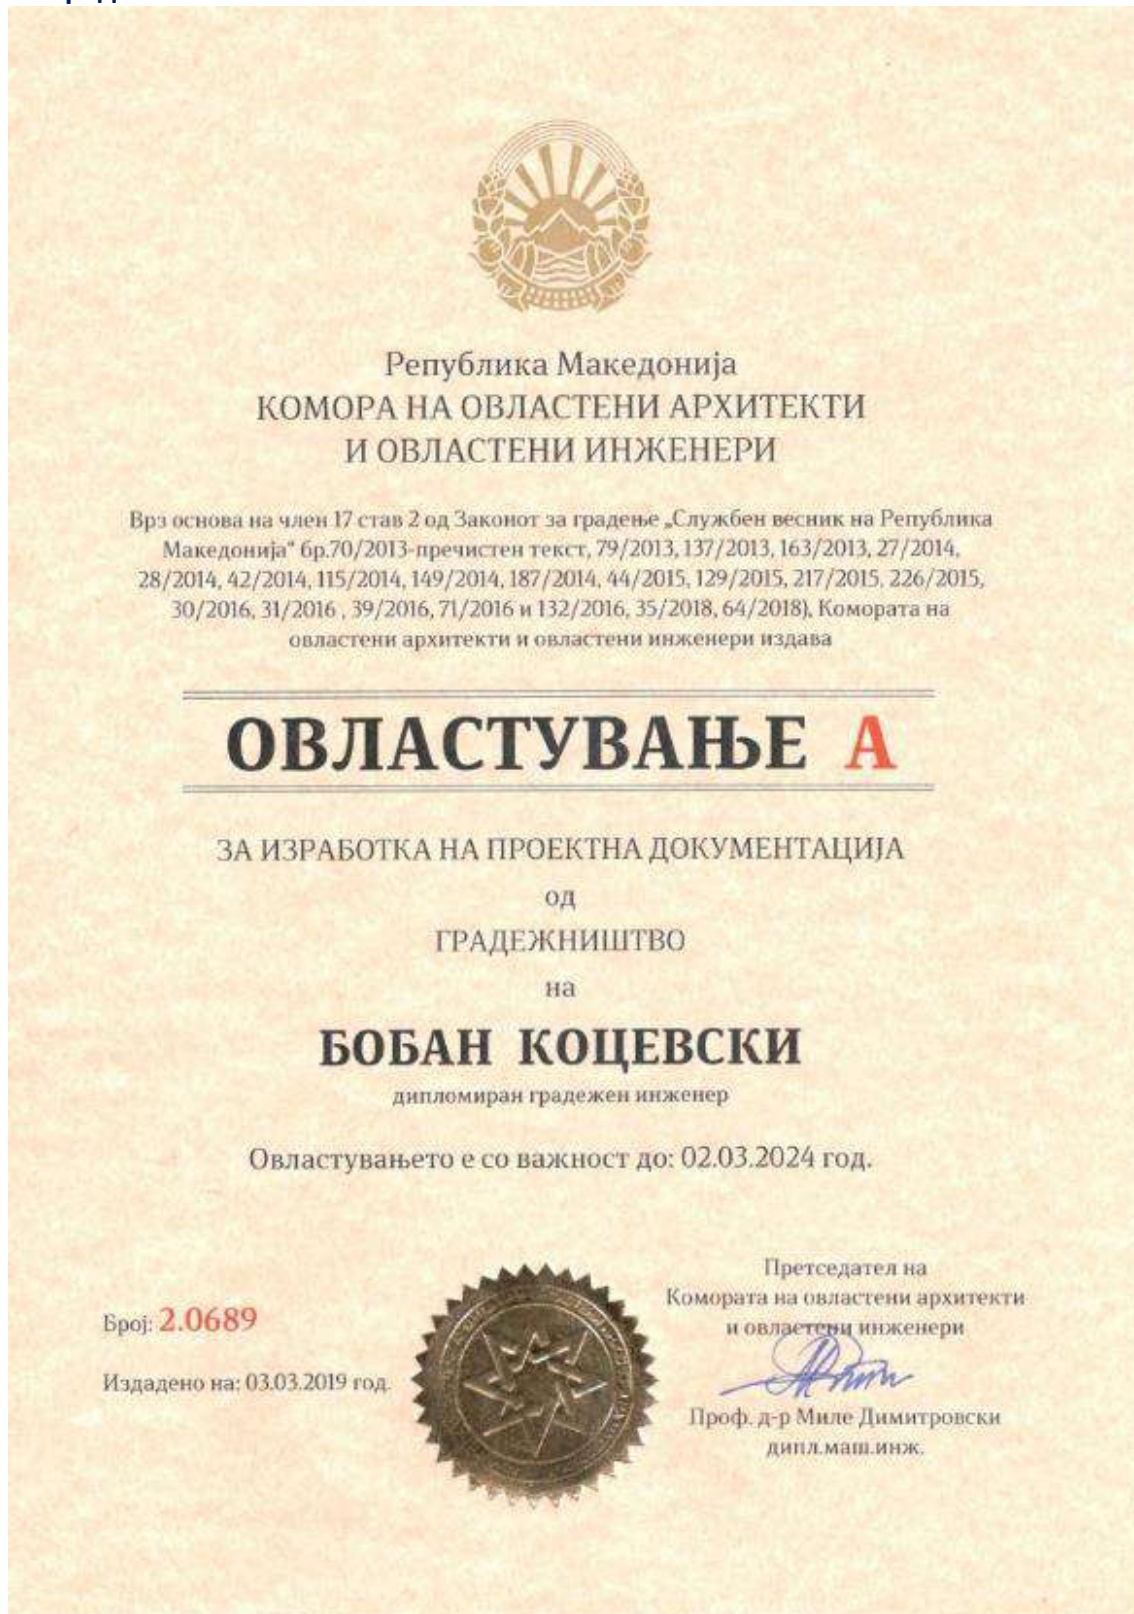 Република Македонија
КОМОРА НА ОВЛАСТЕНИ АРХИТЕКТИ
И ОВЛАСТЕНИ ИНЖЕНЕРИ
Врз основа на член 17 став 2 од Законот за градење „Службен весник на Република
Македонија“ бр.70/2013-пречистен текст, 79/2013, 137/2013, 163/2013, 27/2014,
28/2014, 42/2014, 115/2014, 149/2014, 187/2014, 44/2015, 129/2015, 217/2015, 226/2015,
30/2016, 31/2016 , 39/2016, 71/2016 и 132/2016, 35/2018, 64/2018), Комората на
овластени архитекти и овластени инженери издава
ОВЛАСТУВАЊЕ А
ЗА ИЗРАБОТКА НА ПРОЕКТНА ДОКУМЕНТАЦИЈА
од
ГРАДЕЖНИШТВО
на
БОБАН КОЦЕВСКИ
дипломиран градежен инженер
Овластувањето е со важност до: 02.03.2024 год.
Број: 2.0689
Издадено на: 03.03.2019 год.
Претседател на
Комората на овластени архитекти
и овластени инженери
Проф. д-р Миле Димитровски
дипл.маш.инж.